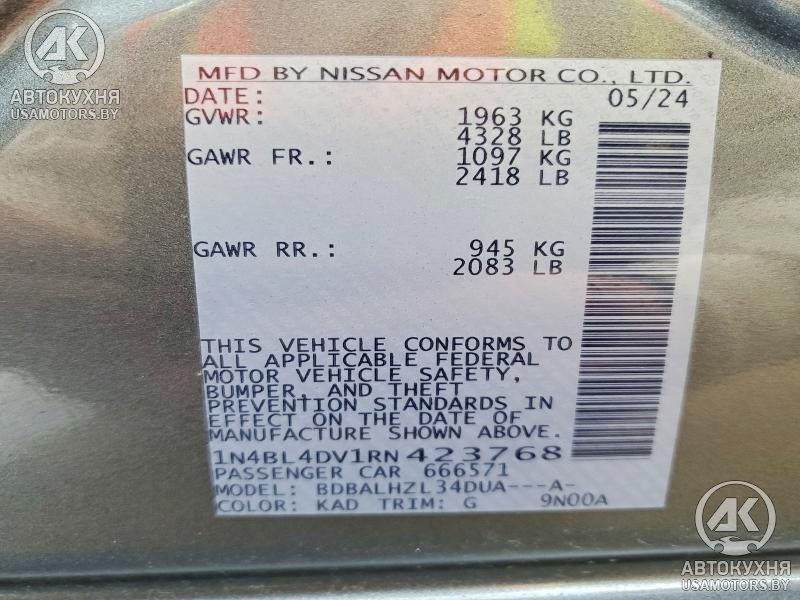 AK
АВТОКУХНЯ
USAMOTORS.BY
MFD BY NISSAN MOTOR CO., LTD.
DATE: 05/24
GVWR: 1963 KG
4328 LB
GAWR FR.: 1097 KG
2418 LB
GAWR RR.: 945 KG
2083 LB
THIS VEHICLE CONFORMS TO
ALL APPLICABLE FEDERAL
MOTOR VEHICLE SAFETY,
BUMPER, AND THEFT
PREVENTION STANDARDS IN
EFFECT ON THE DATE OF
MANUFACTURE SHOWN ABOVE.
1N4BL4DV1RN423768
PASSENGER CAR 666571
MODEL: BDBALHZL34DUA---A-
COLOR: KAD TRIM: G 9N00A
AK
АВТОКУХНЯ
USAMOTORS.BY